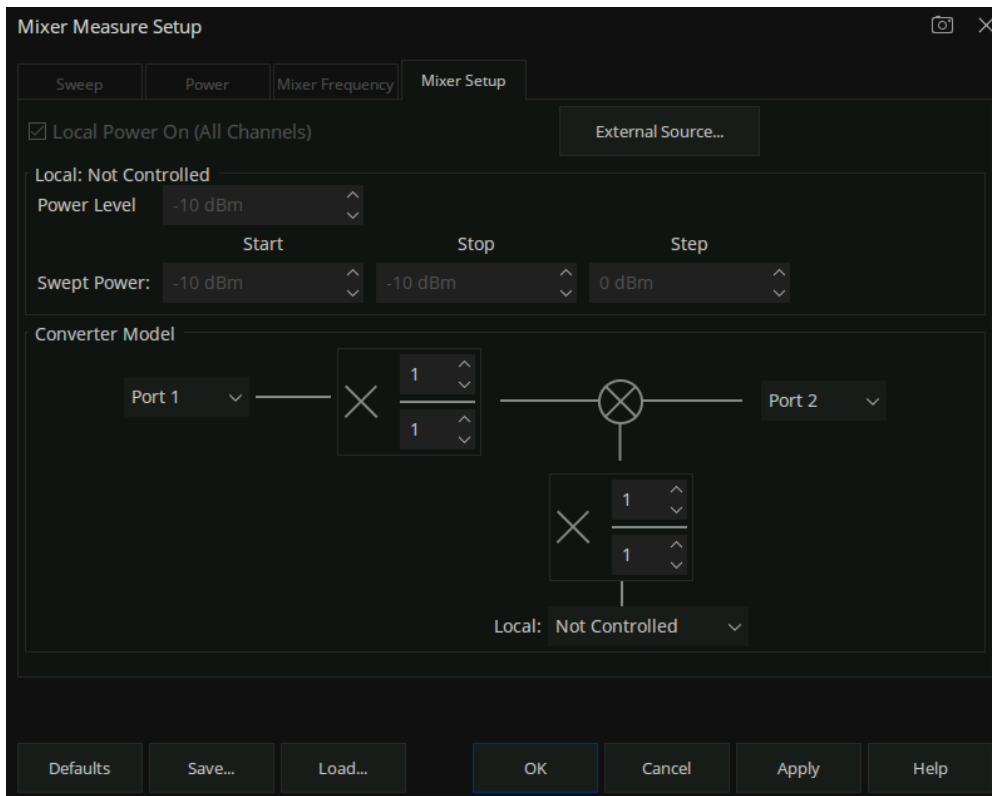 Mixer Measure Setup
Sweep Power Mixer Frequency Mixer Setup
Local Power On (All Channels) External Source...
Local: Not Controlled
Power Level -10 dBm
Start Stop Step
Swept Power: -10 dBm -10 dBm 0 dBm
Converter Model
Port 1 1 Port 2
1
1
1
Local: Not Controlled
Defaults Save... Load... OK Cancel Apply Help